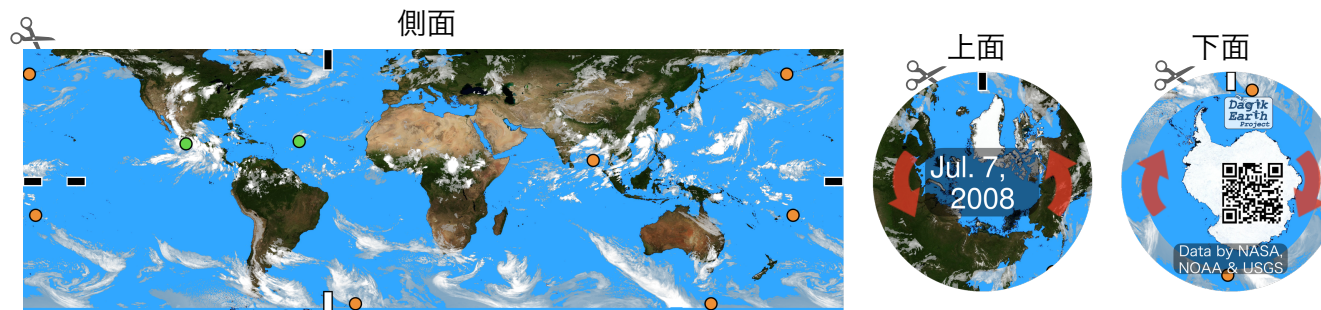 側面
上面
下面
Jul. 7,
2008
Dagik
Earth
Project
Data by NASA,
NOAA & USGS